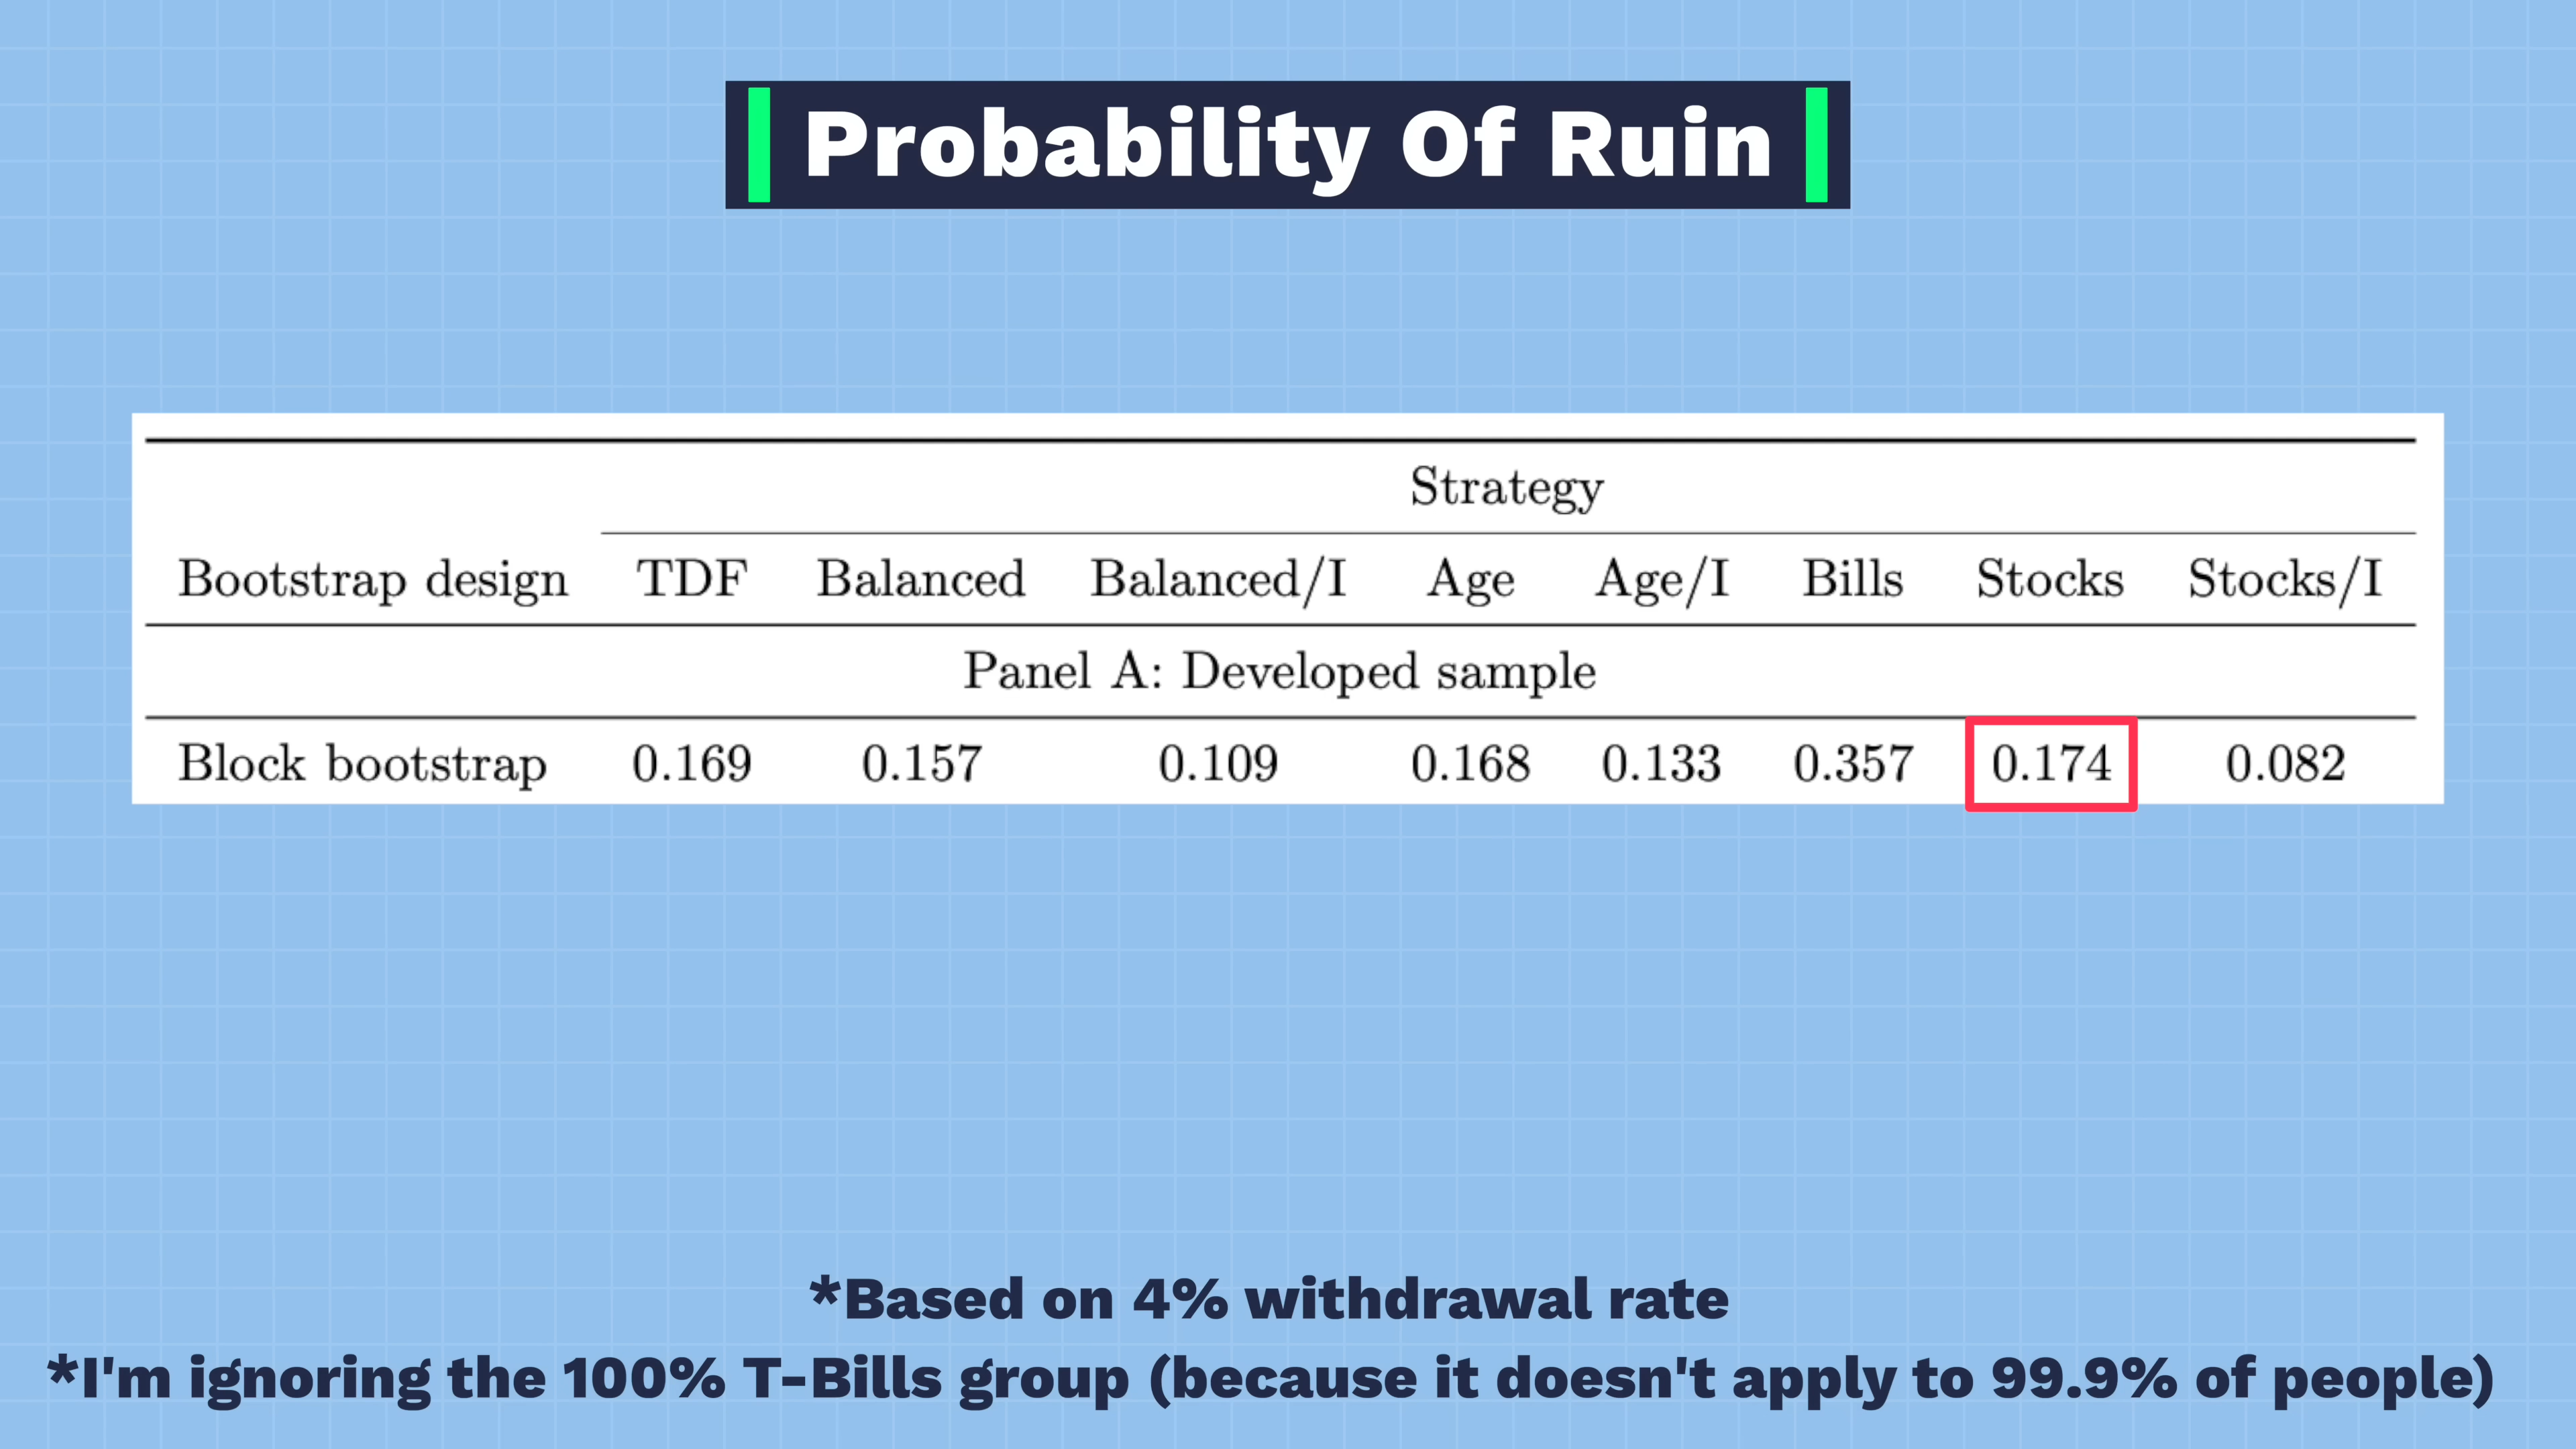 Probability Of Ruin
Strategy
Bootstrap design TDF Balanced Balanced/I Age Age/I Bills Stocks Stocks/I
Panel A: Developed sample
Block bootstrap 0.169 0.157 0.109 0.168 0.133 0.357 0.174 0.082
*Based on 4% withdrawal rate
*I'm ignoring the 100% T-Bills group (because it doesn't apply to 99.9% of people)